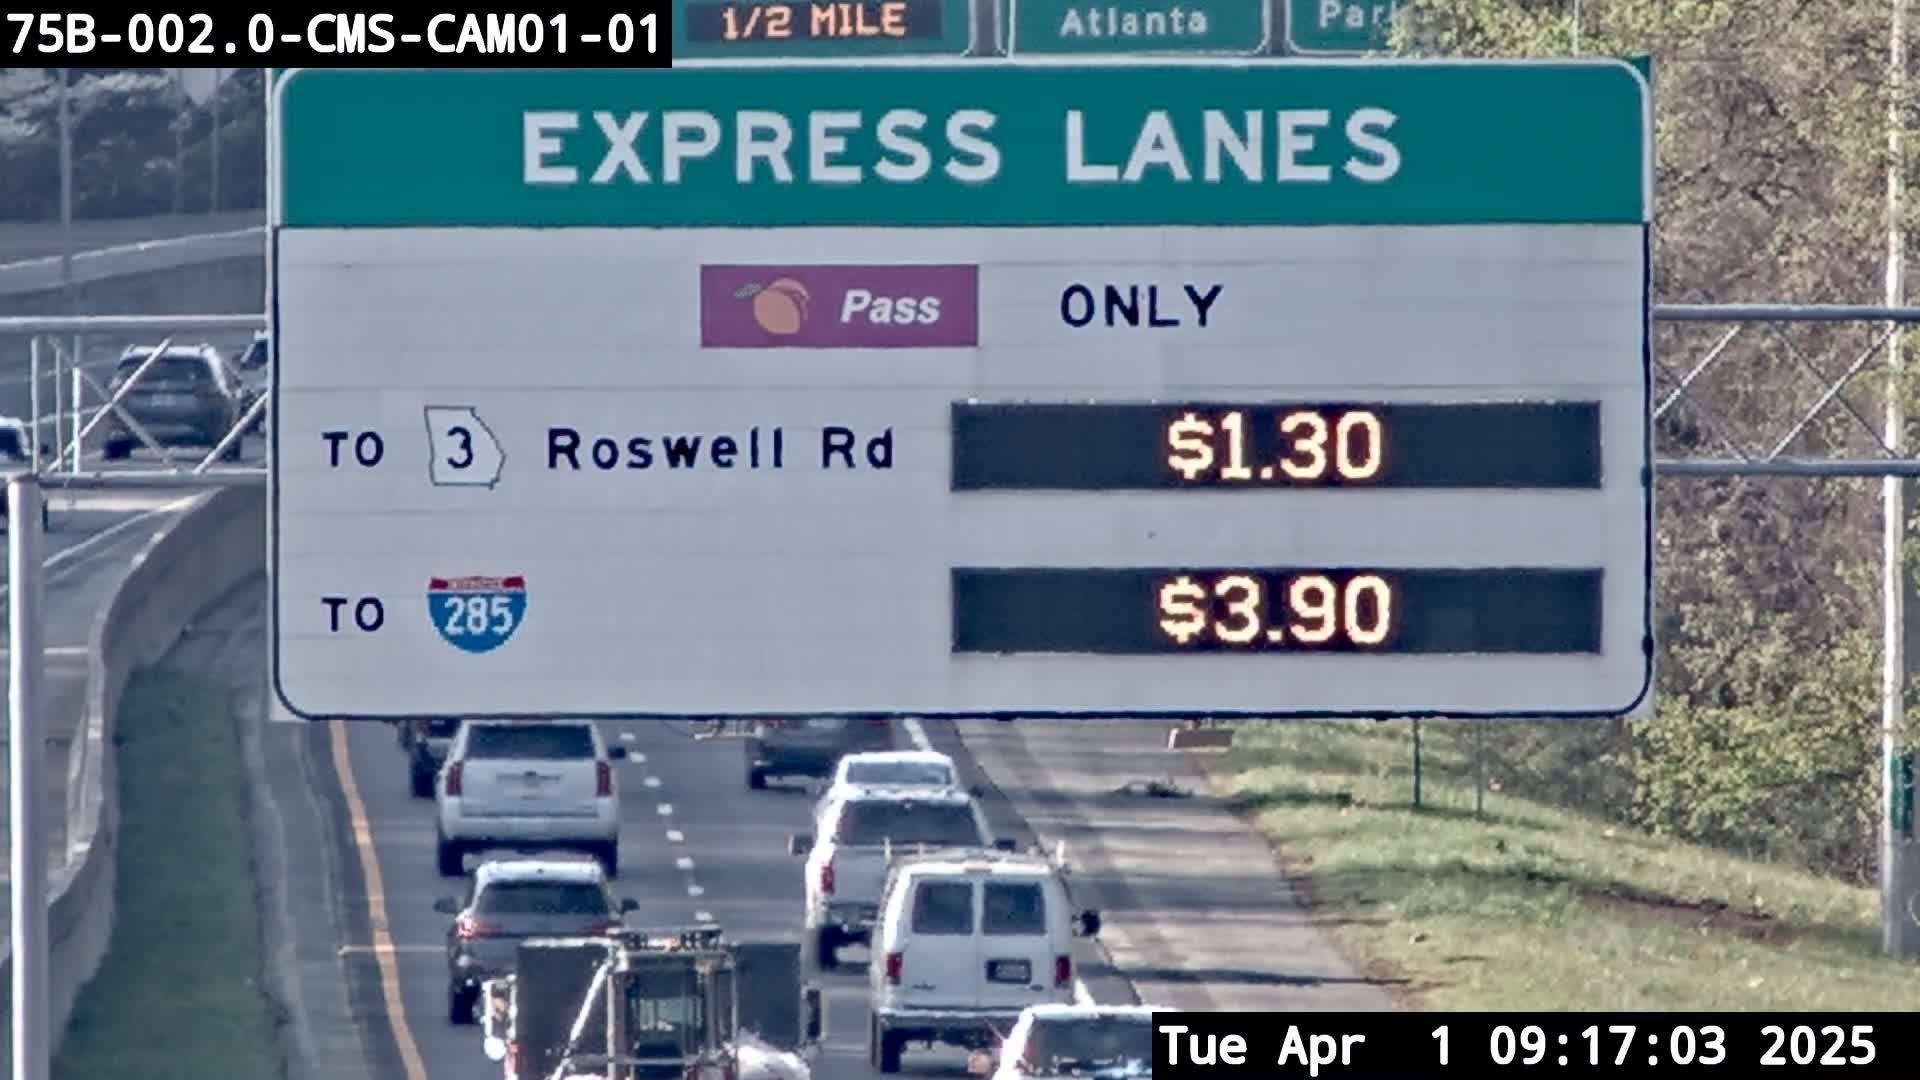 75B-002.0-CMS-CAM01-01
1/2 MILE
Atlanta
EXPRESS LANES
Pass ONLY
TO 3 Roswell Rd $1.30
TO 285 $3.90
Tue Apr 1 09:17:03 2025